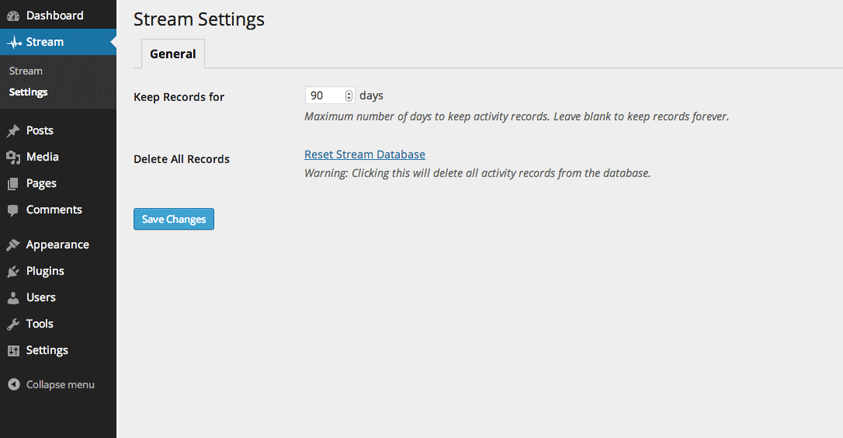 Dashboard
Stream
Stream
Settings
Posts
Media
Pages
Comments
Appearance
Plugins
Users
Tools
Settings
Collapse menu
Stream Settings
General
Keep Records for
90 days
Maximum number of days to keep activity records. Leave blank to keep records forever.
Delete All Records
Reset Stream Database
Warning: Clicking this will delete all activity records from the database.
Save Changes